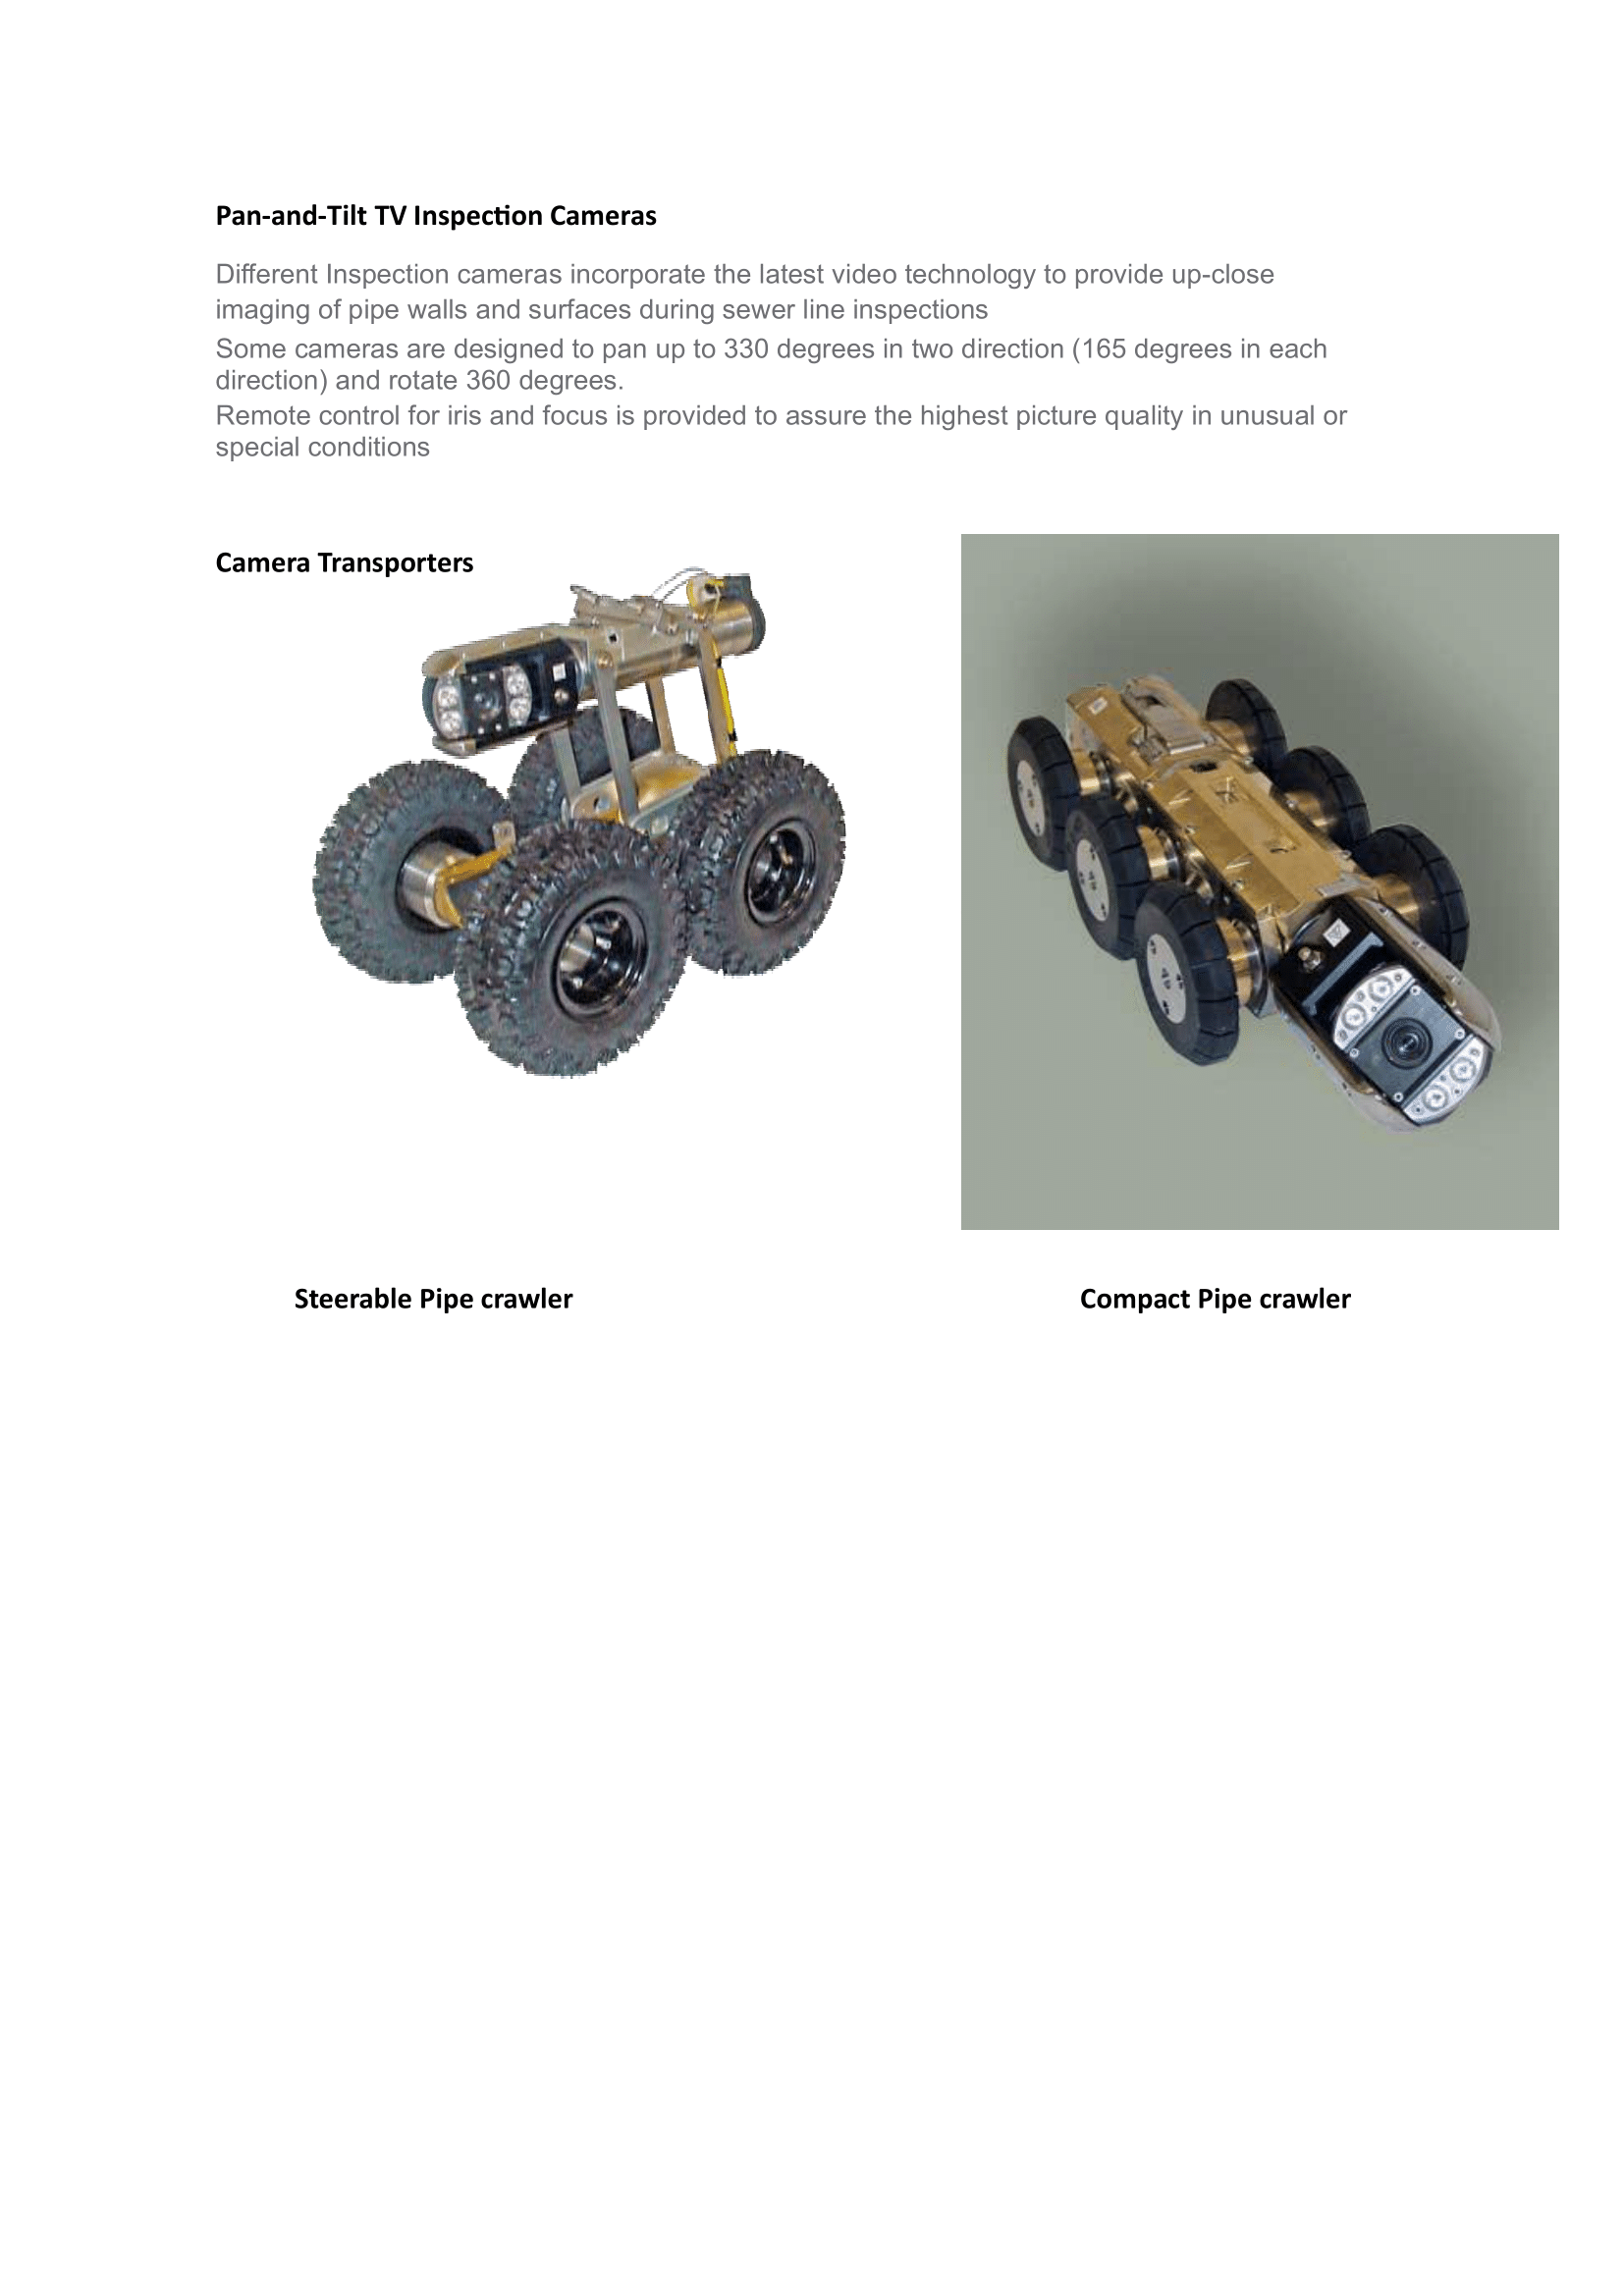 Pan-and-Tilt TV Inspection Cameras
Different Inspection cameras incorporate the latest video technology to provide up-close
imaging of pipe walls and surfaces during sewer line inspections
Some cameras are designed to pan up to 330 degrees in two direction (165 degrees in each
direction) and rotate 360 degrees.
Remote control for iris and focus is provided to assure the highest picture quality in unusual or
special conditions
Camera Transporters
Steerable Pipe crawler
Compact Pipe crawler